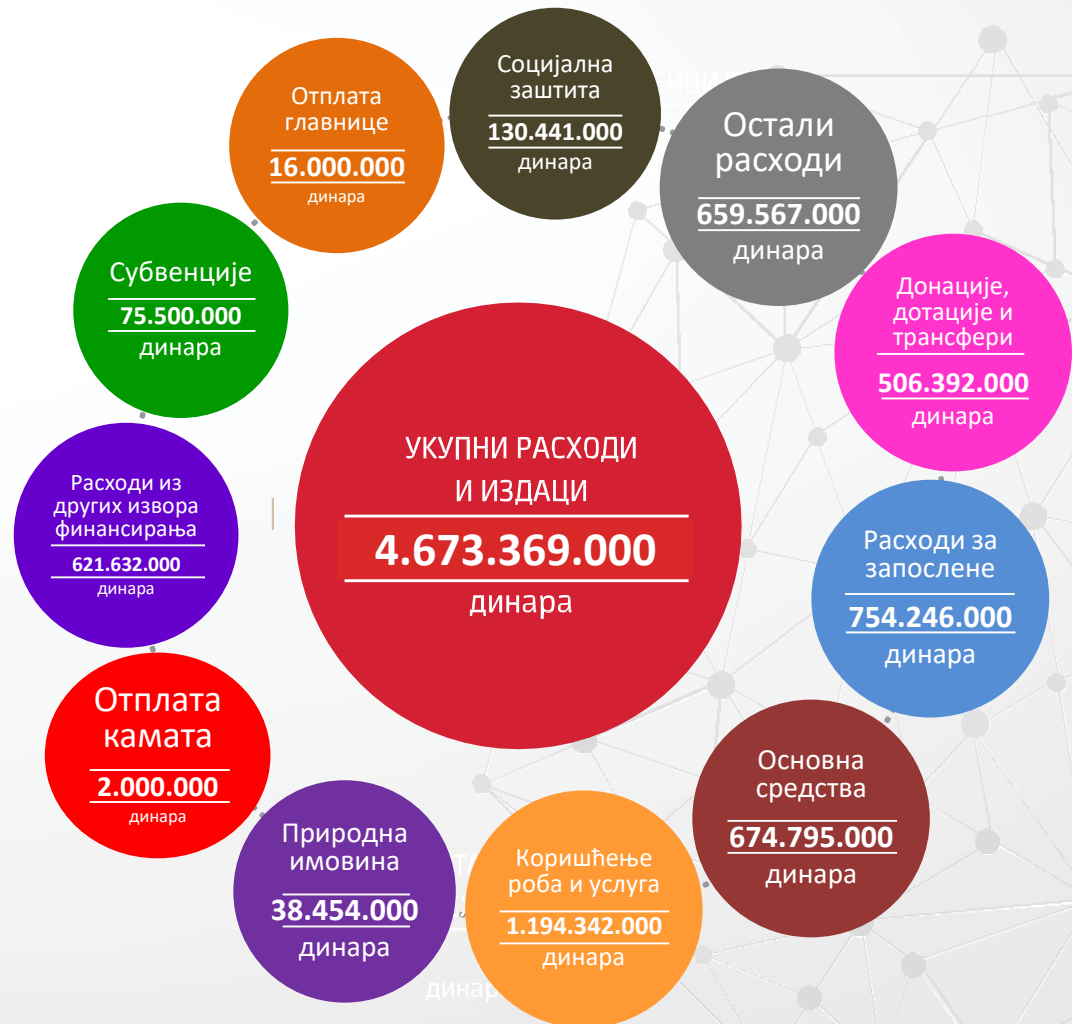 УКУПНИ РАСХОДИ
И ИЗДАЦИ
4.673.369.000
динара
Социјална
заштита
130.441.000
динара
Остали
расходи
659.567.000
динара
Донације,
дотације и
трансфери
506.392.000
динара
Расходи за
запослене
754.246.000
динара
Основна
средства
674.795.000
динара
Коришћење
роба и услуга
1.194.342.000
динара
Природна
имовина
38.454.000
динара
Отплата
камата
2.000.000
динара
Расходи из
других извора
финансирања
621.632.000
динара
Субвенције
75.500.000
динара
Отплата
главнице
16.000.000
динара